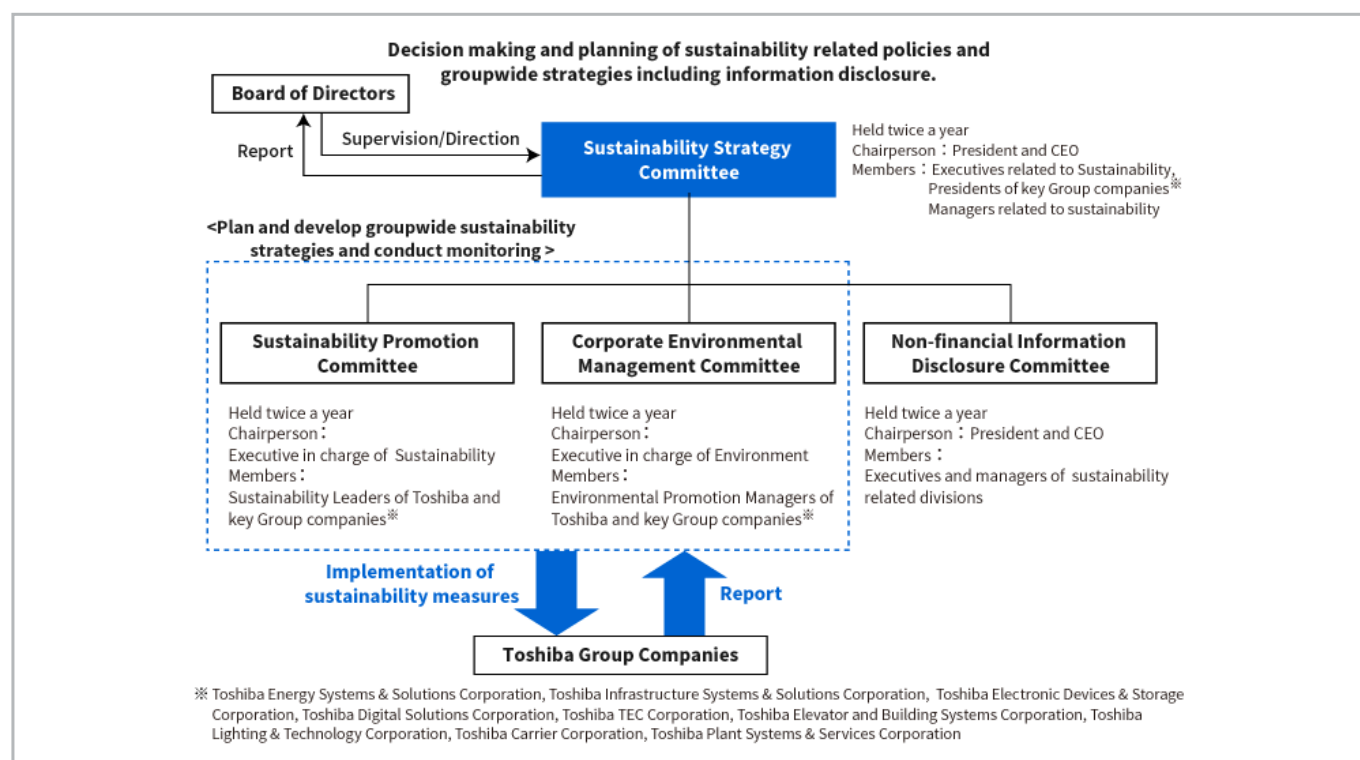 Decision making and planning of sustainability related policies and
groupwide strategies including information disclosure.
Board of Directors
Supervision/Direction
Report
Sustainability Strategy
Committee
Held twice a year
Chairperson：President and CEO
Members：Executives related to Sustainability,
Presidents of key Group companies※
Managers related to sustainability
<Plan and develop groupwide sustainability
strategies and conduct monitoring >
Sustainability Promotion
Committee
Held twice a year
Chairperson：
Executive in charge of Sustainability
Members：
Sustainability Leaders of Toshiba and
key Group companies※
Corporate Environmental
Management Committee
Held twice a year
Chairperson：
Executive in charge of Environment
Members：
Environmental Promotion Managers of
Toshiba and key Group companies※
Non-financial Information
Disclosure Committee
Held twice a year
Chairperson：President and CEO
Members：
Executives and managers of sustainability
related divisions
Implementation of
sustainability measures
Report
Toshiba Group Companies
※ Toshiba Energy Systems & Solutions Corporation, Toshiba Infrastructure Systems & Solutions Corporation, Toshiba Electronic Devices & Storage
Corporation, Toshiba Digital Solutions Corporation, Toshiba TEC Corporation, Toshiba Elevator and Building Systems Corporation, Toshiba
Lighting & Technology Corporation, Toshiba Carrier Corporation, Toshiba Plant Systems & Services Corporation